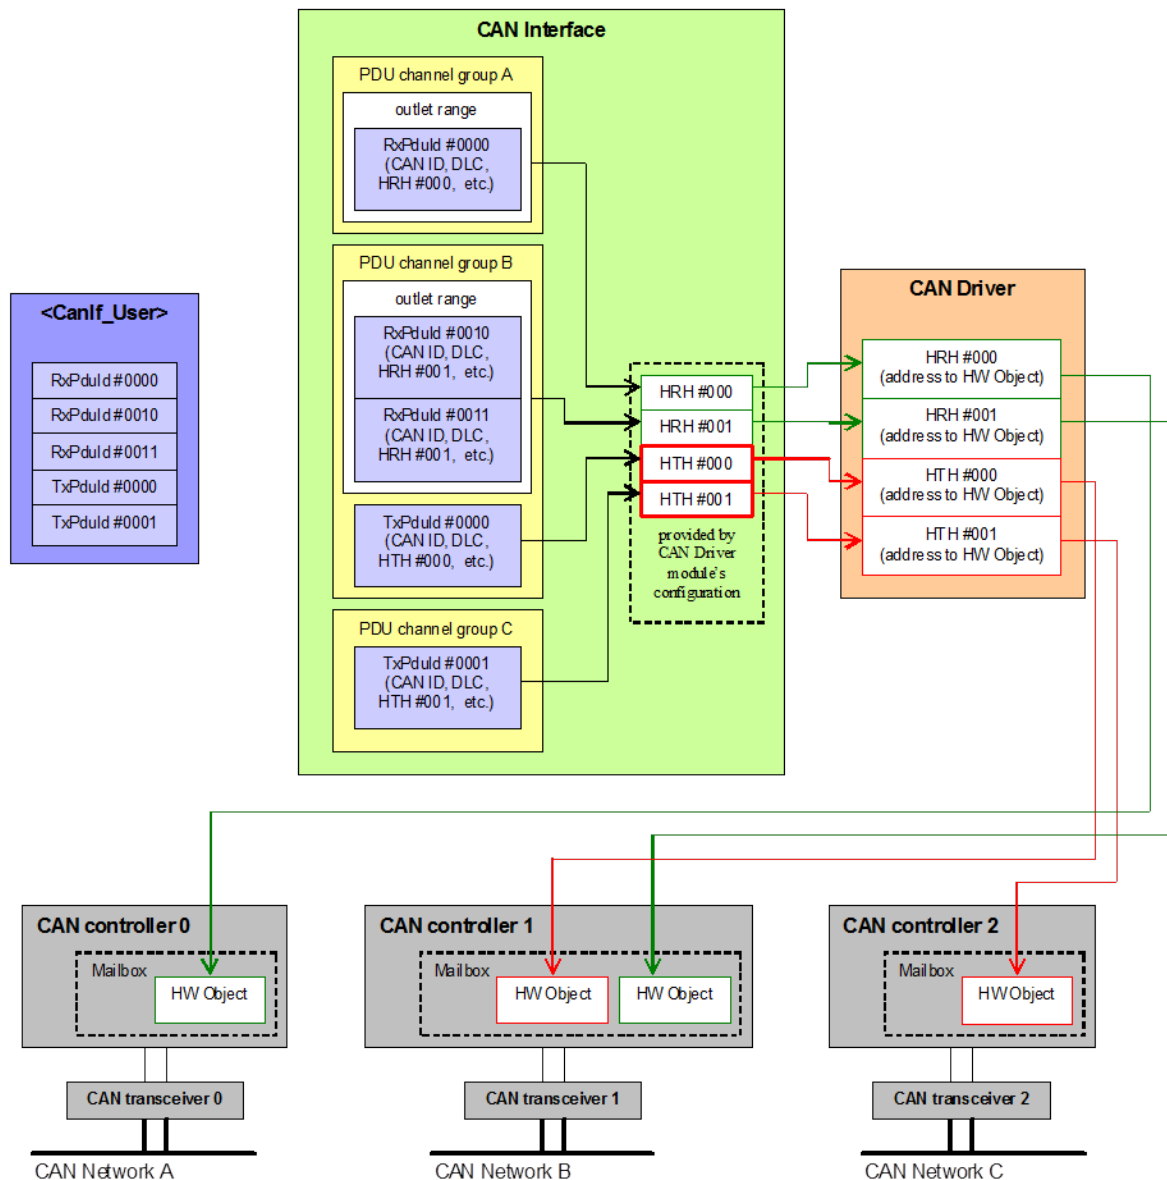 CAN Interface
PDU channel group A
outlet range
RxPduId #0000
(CAN ID, DLC,
HRH #000, etc.)
PDU channel group B
outlet range
RxPduId #0010
(CAN ID, DLC,
HRH #001, etc.)
RxPduId #0011
(CAN ID, DLC,
HRH #001, etc.)
TxPduId #0000
(CAN ID, DLC,
HTH #000, etc.)
PDU channel group C
TxPduId #0001
(CAN ID, DLC,
HTH #001, etc.)
<CanIf_User>
RxPduId #0000
RxPduId #0010
RxPduId #0011
TxPduId #0000
TxPduId #0001
HRH #000
HRH #001
HTH #000
HTH #001
provided by
CAN Driver
module's
configuration
CAN Driver
HRH #000
(address to HW Object)
HRH #001
(address to HW Object)
HTH #000
(address to HW Object)
HTH #001
(address to HW Object)
CAN controller 0
Mailbox
HW Object
CAN transceiver 0
CAN Network A
CAN controller 1
Mailbox
HW Object
HW Object
CAN transceiver 1
CAN Network B
CAN controller 2
Mailbox
HW Object
CAN transceiver 2
CAN Network C